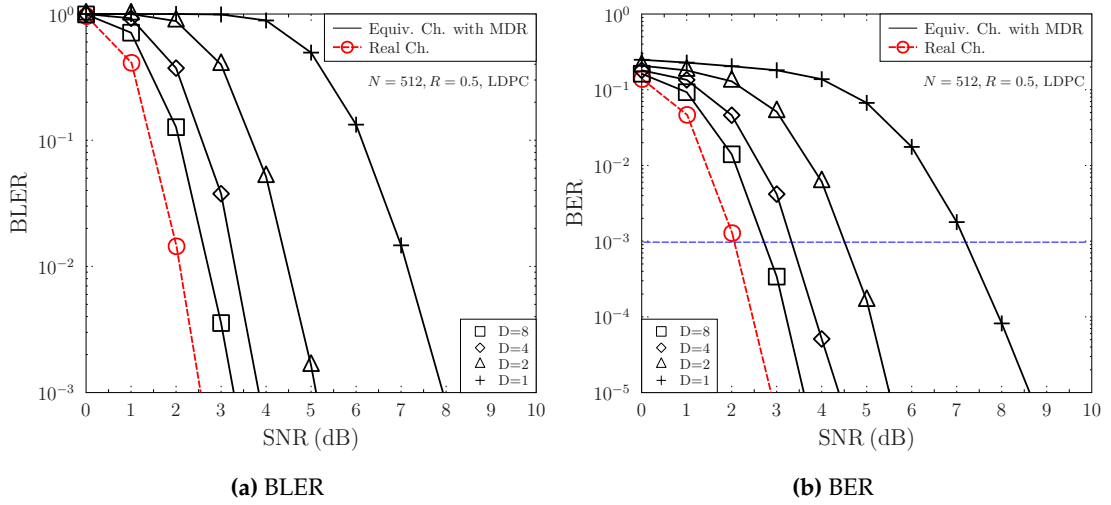 10^0
10^-1
10^-2
10^-3
BLER
0 1 2 3 4 5 6 7 8 9 10
SNR (dB)
Equiv. Ch. with MDR
Real Ch.
N = 512, R = 0.5, LDPC
D=8
D=4
D=2
D=1
(a) BLER
10^0
10^-1
10^-2
10^-3
10^-4
10^-5
BER
0 1 2 3 4 5 6 7 8 9 10
SNR (dB)
Equiv. Ch. with MDR
Real Ch.
N = 512, R = 0.5, LDPC
D=8
D=4
D=2
D=1
(b) BER